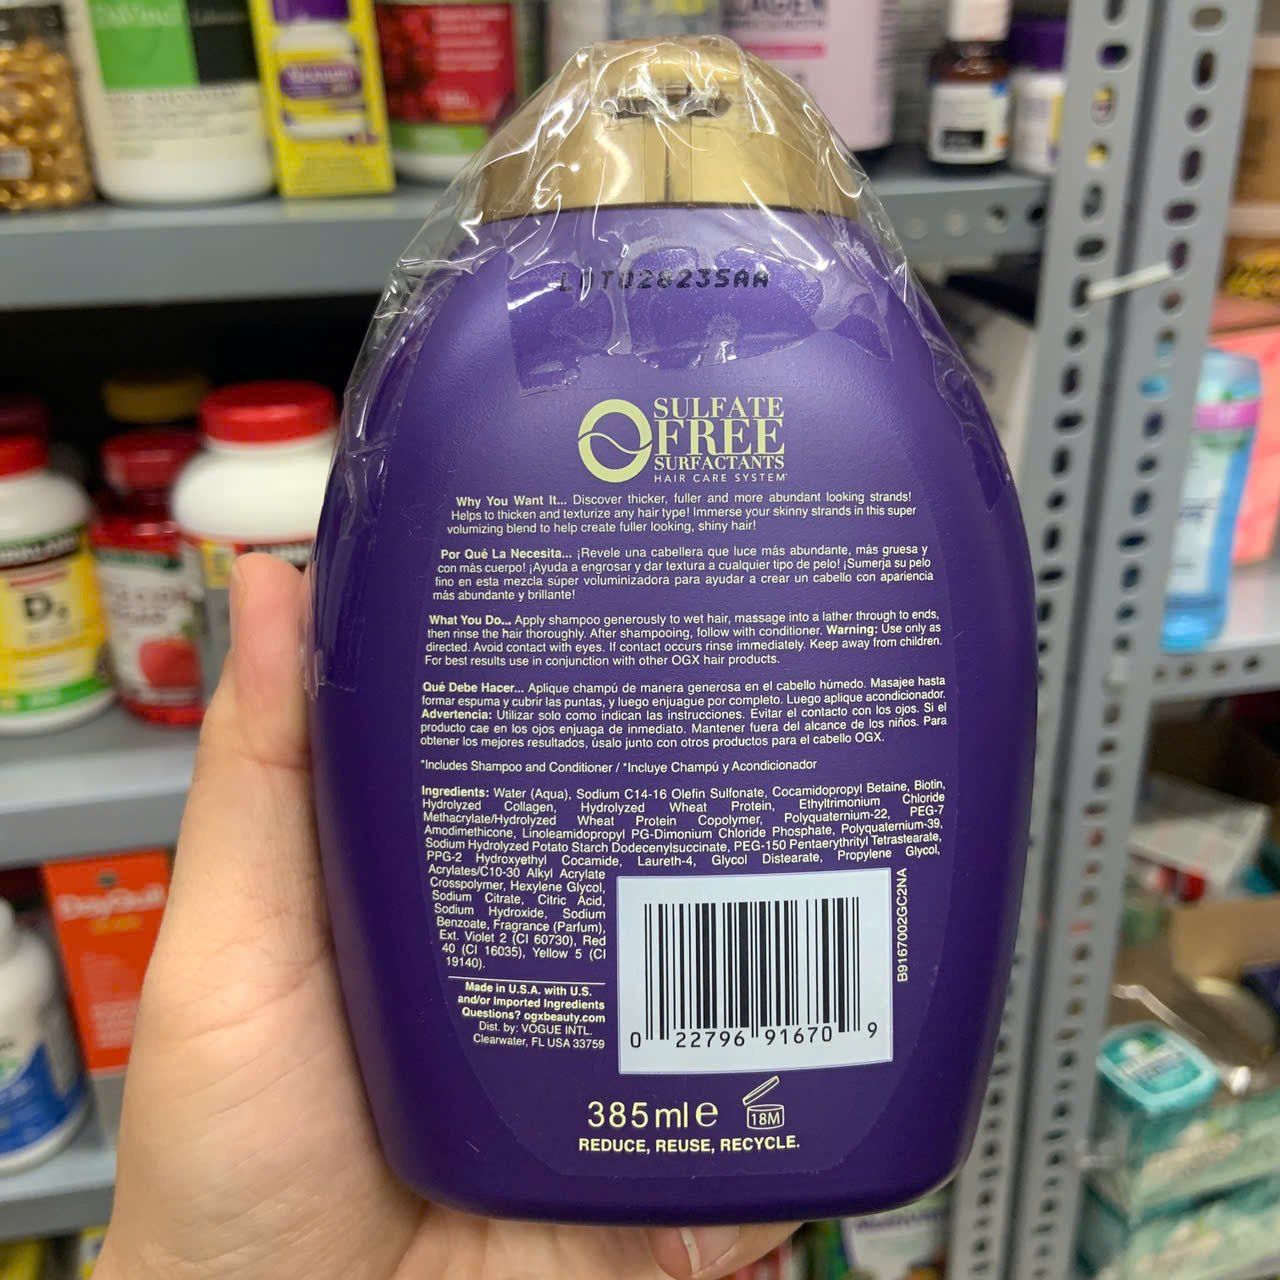 LAGEN
D3
DayQuil
LOT028235AA
SULFATE
FREE
SURFACTANTS
HAIR CARE SYSTEM
Why You Want It... Discover thicker, fuller and more abundant looking strands!
Helps to thicken and texturize any hair type! Immerse your skinny strands in this super
volumizing blend to help create fuller looking, shiny hair!
Por Qué La Necesita... ¡Revele una cabellera que luce más abundante, más gruesa y
con más cuerpo! ¡Ayuda a engrosar y dar textura a cualquier tipo de pelo! ¡Sumerja su pelo
fino en esta mezcla súper voluminizadora para ayudar a crear un cabello con apariencia
más abundante y brillante!
What You Do... Apply shampoo generously to wet hair, massage into a lather through to ends,
then rinse the hair thoroughly. After shampooing, follow with conditioner. Warning: Use only as
directed. Avoid contact with eyes. If contact occurs rinse immediately. Keep away from children.
For best results use in conjunction with other OGX hair products.
Qué Debe Hacer... Aplique champú de manera generosa en el cabello húmedo. Masajee hasta
formar espuma y cubrir las puntas, y luego enjuague por completo. Luego aplique acondicionador.
Advertencia: Utilizar solo como indican las instrucciones. Evitar el contacto con los ojos. Si el
producto cae en los ojos enjuaga de inmediato. Mantener fuera del alcance de los niños. Para
obtener los mejores resultados, úsalo junto con otros productos para el cabello OGX.
*Includes Shampoo and Conditioner / *Incluye Champú y Acondicionador
Ingredients: Water (Aqua), Sodium C14-16 Olefin Sulfonate, Cocamidopropyl Betaine, Biotin,
Hydrolyzed Collagen, Hydrolyzed Wheat Protein, Ethyltrimonium Chloride
Methacrylate/Hydrolyzed Wheat Protein Copolymer, Polyquaternium-22, PEG-7
Amodimethicone, Linoleamidopropyl PG-Dimonium Chloride Phosphate, Polyquaternium-39,
Sodium Hydrolyzed Potato Starch Dodecenylsuccinate, PEG-150 Pentaerythrityl Tetrastearate,
PPG-2 Hydroxyethyl Cocamide, Laureth-4, Glycol Distearate, Propylene Glycol,
Acrylates/C10-30 Alkyl Acrylate
Crosspolymer, Hexylene Glycol,
Sodium Citrate, Citric Acid,
Sodium Hydroxide, Sodium
Benzoate, Fragrance (Parfum),
Ext. Violet 2 (CI 60730), Red
40 (CI 16035), Yellow 5 (CI
19140).
Made in U.S.A. with U.S.
and/or Imported Ingredients
Questions? ogxbeauty.com
Dist. by: VOGUE INTL.
Clearwater, FL USA 33759
0 22796 91670 9
B9167002GC2NA
385 ml e
18M
REDUCE, REUSE, RECYCLE.